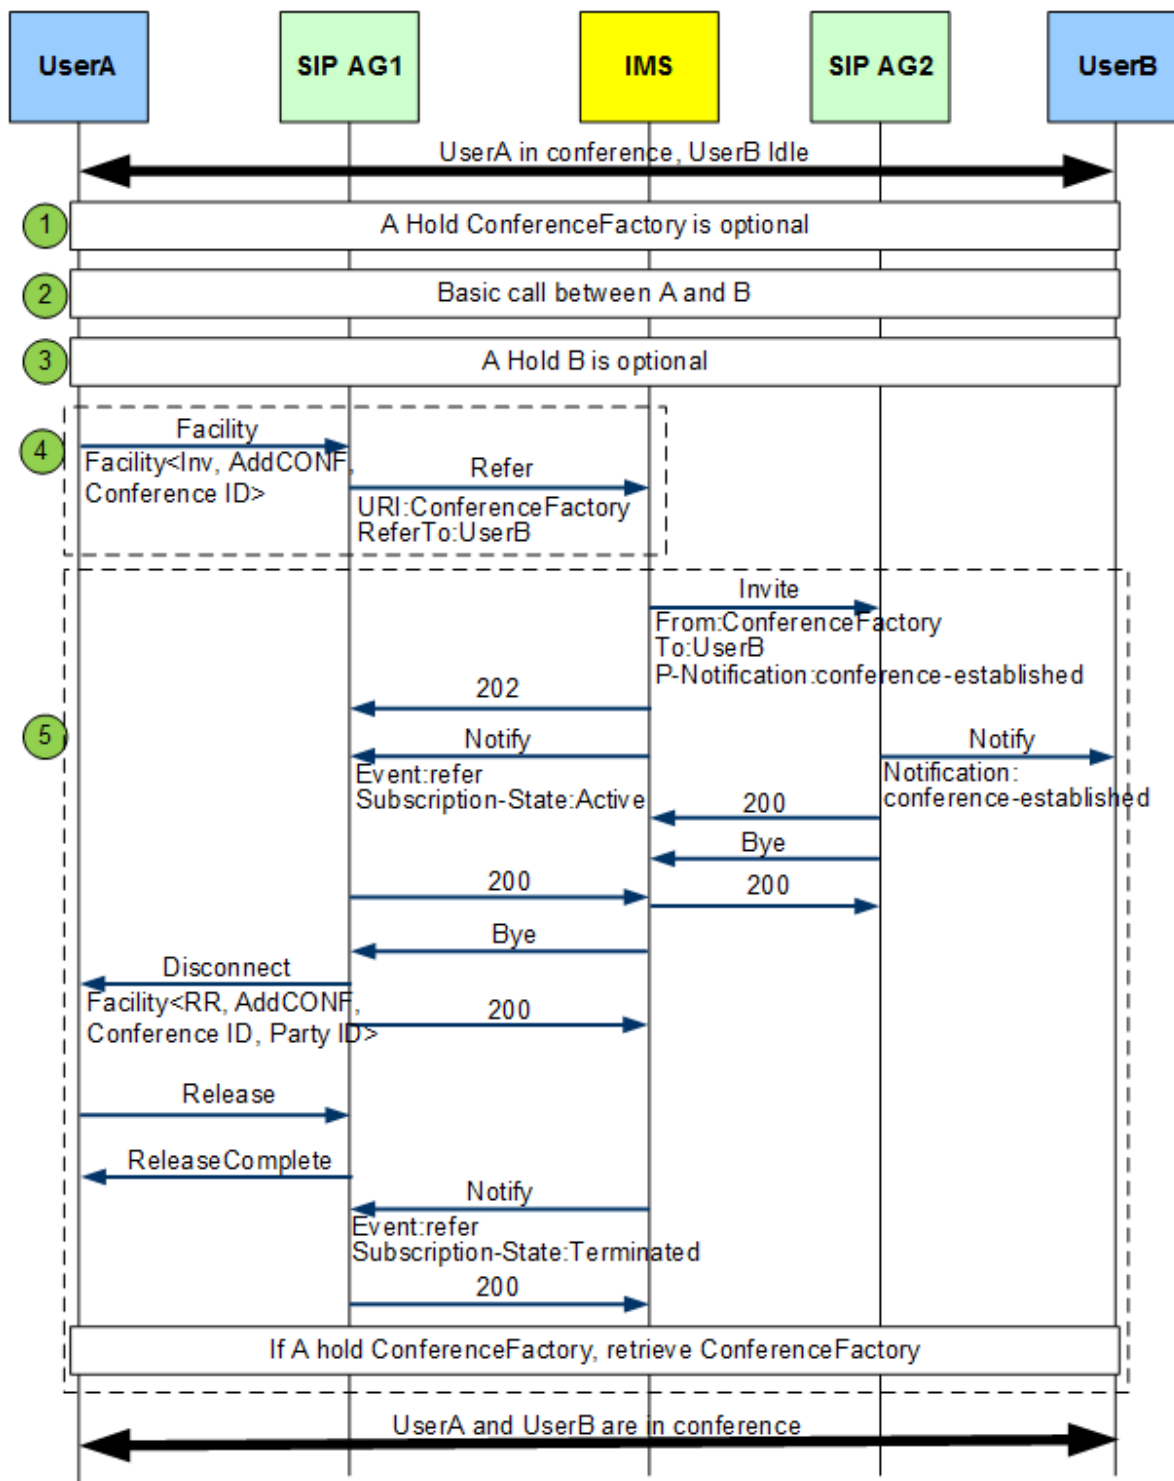 UserA
SIP AG1
IMS
SIP AG2
UserB
UserA in conference, UserB Idle
1
A Hold ConferenceFactory is optional
2
Basic call between A and B
3
A Hold B is optional
4
Facility
Facility<Inv, AddCONF,
Conference ID>
Refer
URI:ConferenceFactory
ReferTo:UserB
5
Invite
From:ConferenceFactory
To:UserB
P-Notification:conference-established
202
Notify
Event:refer
Subscription-State:Active
Notify
Notification:
conference-established
200
Bye
200
200
Bye
Disconnect
Facility<RR, AddCONF,
Conference ID, Party ID>
200
Release
ReleaseComplete
Notify
Event:refer
Subscription-State:Terminated
200
If A hold ConferenceFactory, retrieve ConferenceFactory
UserA and UserB are in conference